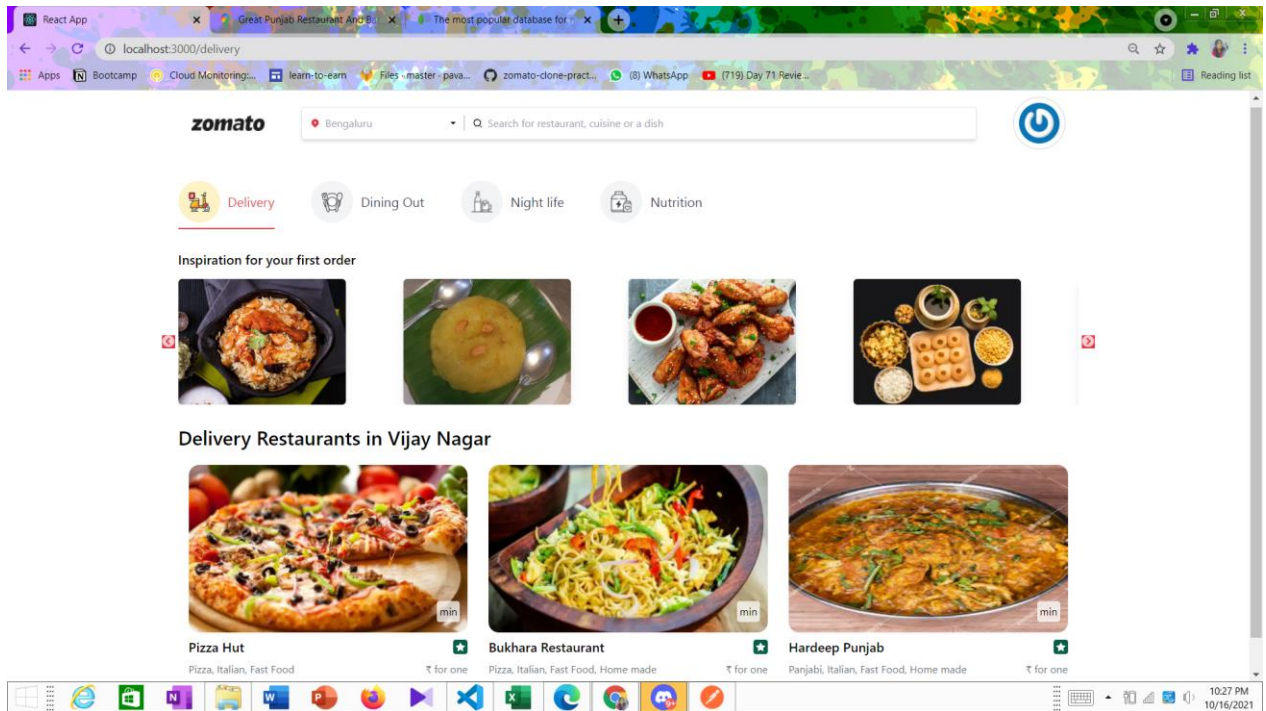 React App
Great Punjab Restaurant And Ba
The most popular database for
localhost:3000/delivery
Apps Bootcamp Cloud Monitoring:... learn-to-earn Files · master · pava... zomato-clone-pract... (8) WhatsApp (719) Day 71 Revie... Reading list
zomato Bengaluru Search for restaurant, cuisine or a dish
Delivery Dining Out Night life Nutrition
Inspiration for your first order
Delivery Restaurants in Vijay Nagar
min min min
Pizza Hut Bukhara Restaurant Hardeep Punjab
Pizza, Italian, Fast Food ₹ for one Pizza, Italian, Fast Food, Home made ₹ for one Panjabi, Italian, Fast Food, Home made ₹ for one
10:27 PM
10/16/2021